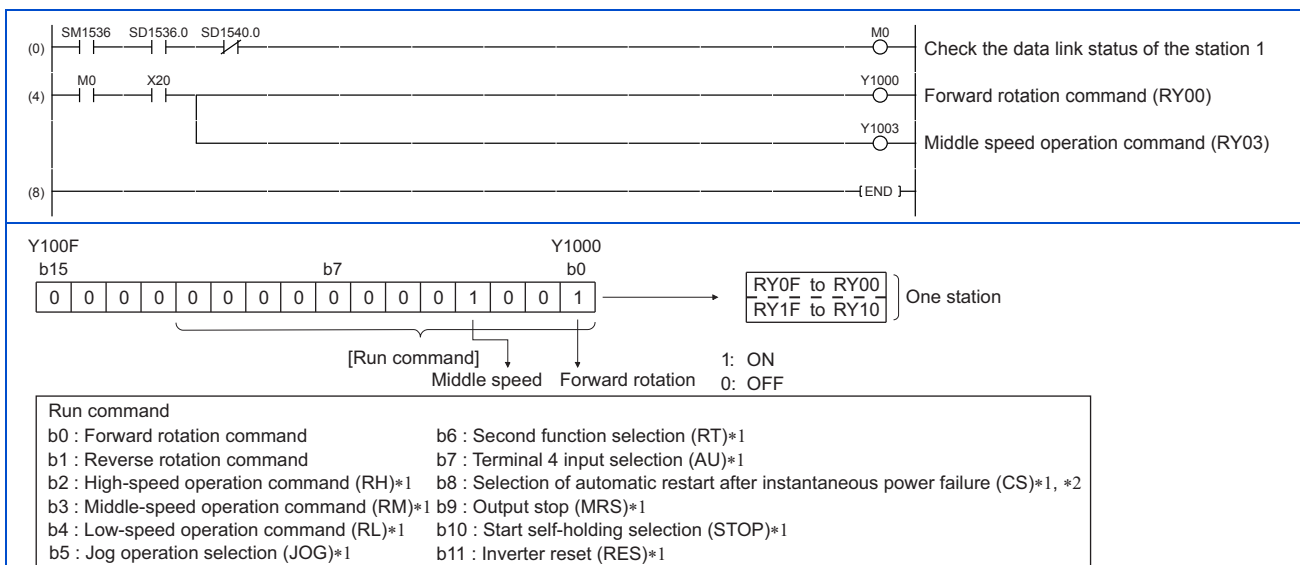 SM1536 SD1536.0 SD1540.0 M0
(0) Check the data link status of the station 1
M0 X20 Y1000
(4) Forward rotation command (RY00)
Y1003
Middle speed operation command (RY03)
(8) END
Y100F Y1000
b15 b7 b0
0 0 0 0 0 0 0 0 0 0 0 0 1 0 0 1
RY0F to RY00
RY1F to RY10
One station
[Run command]
Middle speed Forward rotation
1: ON
0: OFF
Run command
b0 : Forward rotation command
b1 : Reverse rotation command
b2 : High-speed operation command (RH)*1
b3 : Middle-speed operation command (RM)*1
b4 : Low-speed operation command (RL)*1
b5 : Jog operation selection (JOG)*1
b6 : Second function selection (RT)*1
b7 : Terminal 4 input selection (AU)*1
b8 : Selection of automatic restart after instantaneous power failure (CS)*1, *2
b9 : Output stop (MRS)*1
b10 : Start self-holding selection (STOP)*1
b11 : Inverter reset (RES)*1